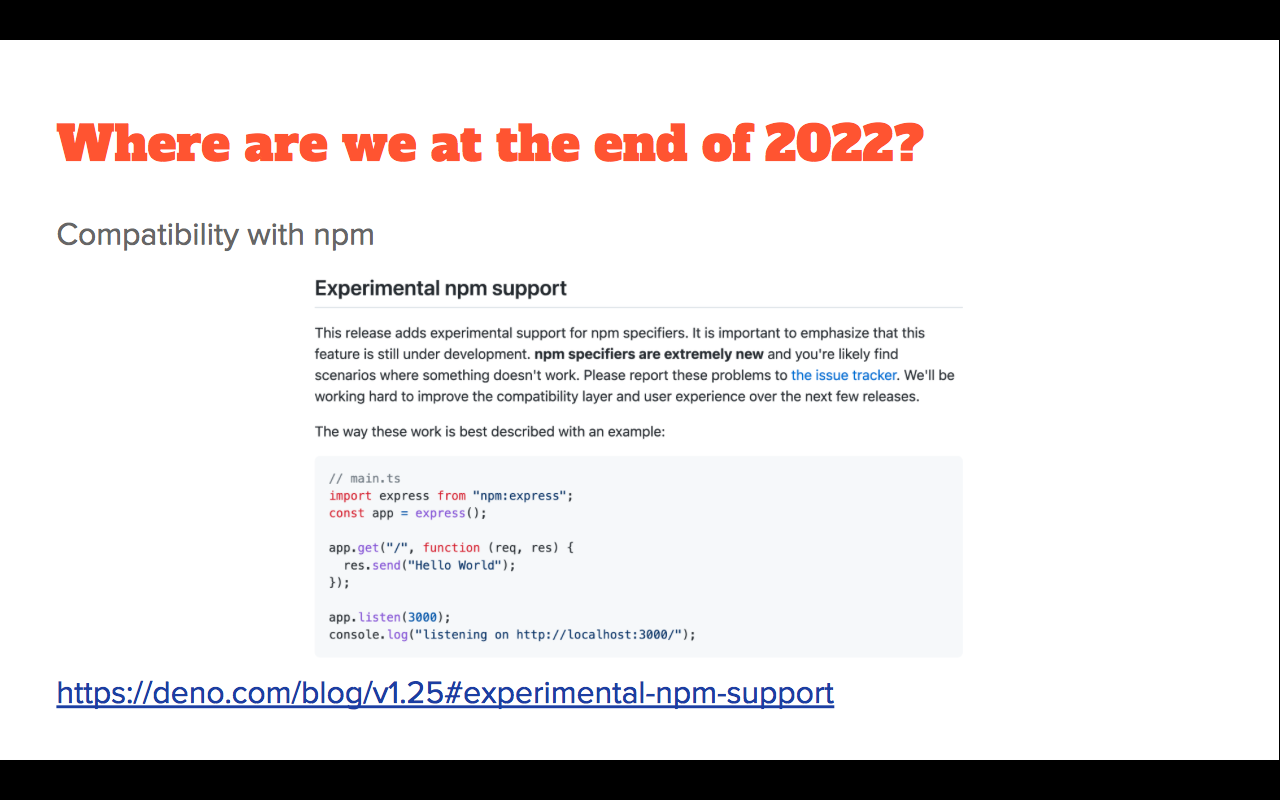 Where are we at the end of 2022?
Compatibility with npm
Experimental npm support
This release adds experimental support for npm specifiers. It is important to emphasize that this
feature is still under development. npm specifiers are extremely new and you're likely find
scenarios where something doesn't work. Please report these problems to the issue tracker. We'll be
working hard to improve the compatibility layer and user experience over the next few releases.
The way these work is best described with an example:
// main.ts
import express from "npm:express";
const app = express();
app.get("/", function (req, res) {
  res.send("Hello World");
});
app.listen(3000);
console.log("listening on http://localhost:3000/");
https://deno.com/blog/v1.25#experimental-npm-support